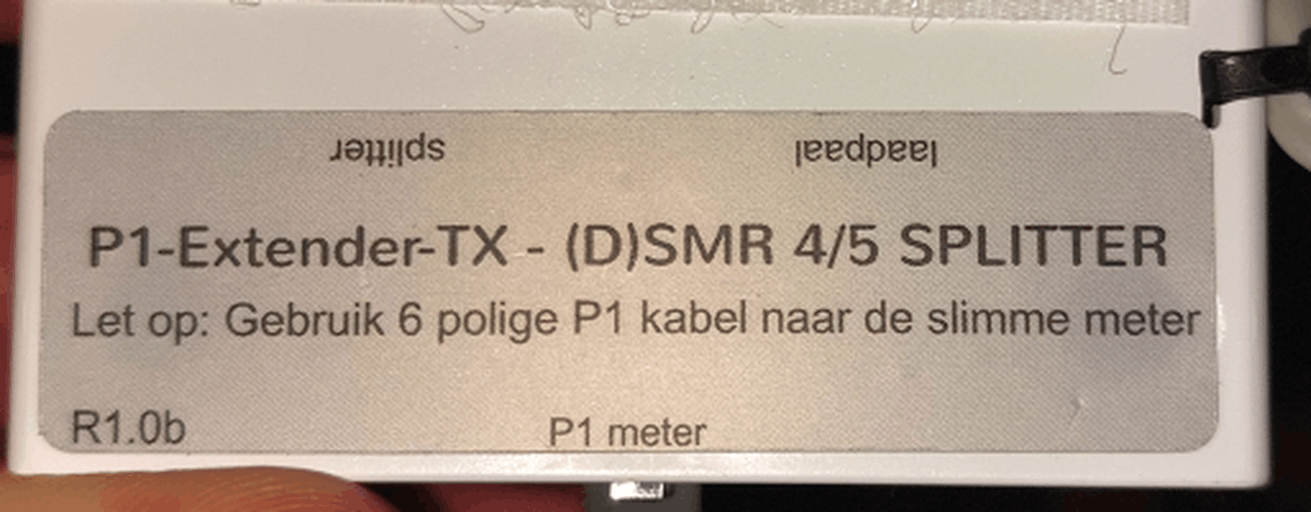 splitter laadpaal
P1-Extender-TX - (D)SMR 4/5 SPLITTER
Let op: Gebruik 6 polige P1 kabel naar de slimme meter
R1.0b P1 meter